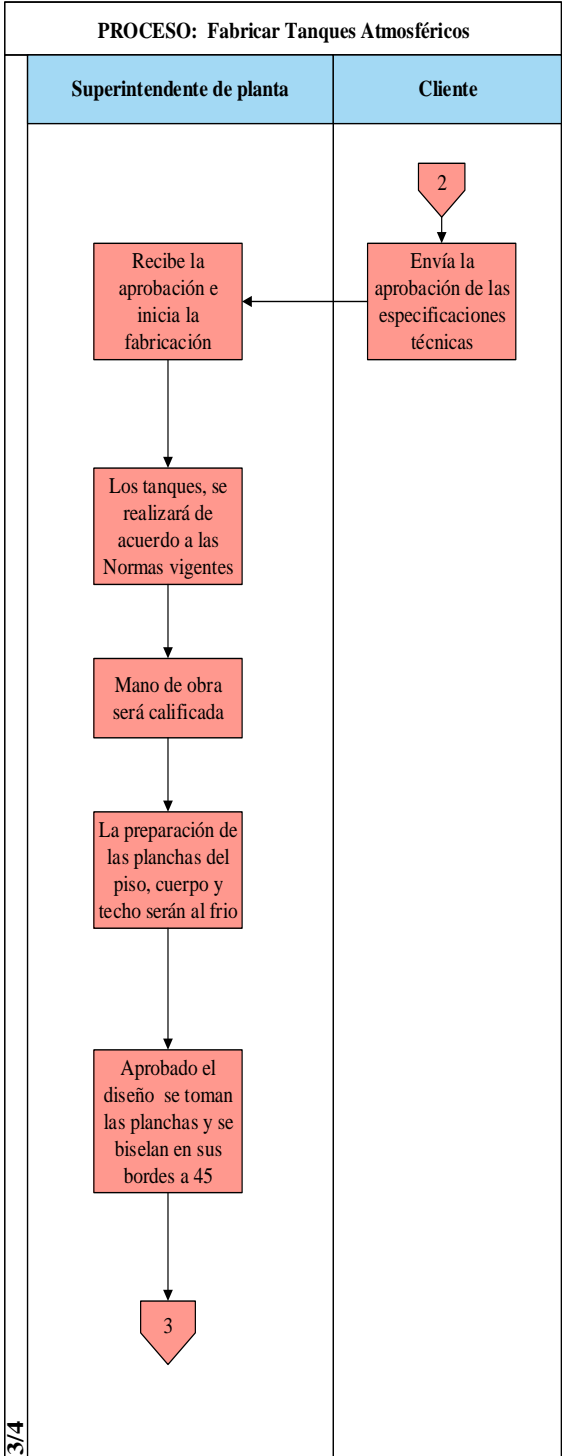 PROCESO: Fabricar Tanques Atmosféricos
Superintendente de planta
Cliente
2
Envía la
aprobación de las
especificaciones
técnicas
Recibe la
aprobación e
inicia la
fabricación
Los tanques, se
realizará de
acuerdo a las
Normas vigentes
Mano de obra
será calificada
La preparación de
las planchas del
piso, cuerpo y
techo serán al frio
Aprobado el
diseño se toman
las planchas y se
biselan en sus
bordes a 45
3
3/4